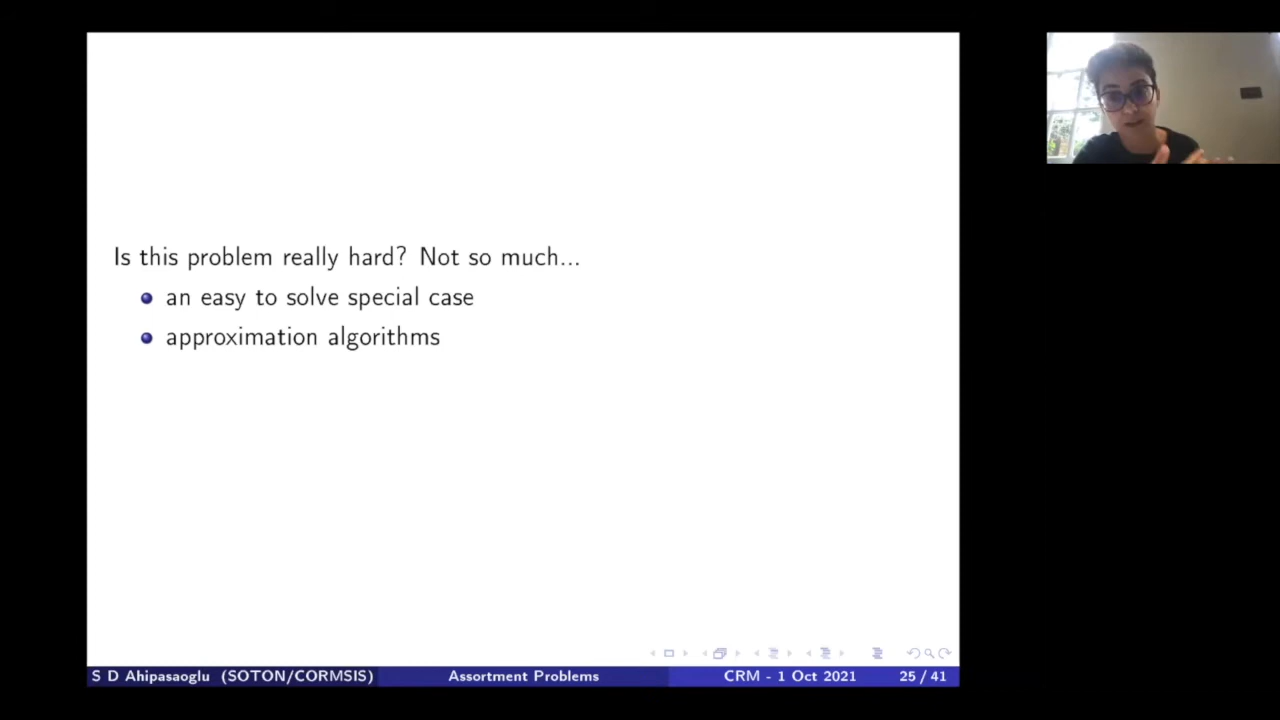 Is this problem really hard? Not so much...
an easy to solve special case
approximation algorithms
S D Ahipasaoglu (SOTON/CORMSIS) Assortment Problems CRM - 1 Oct 2021 25 / 41